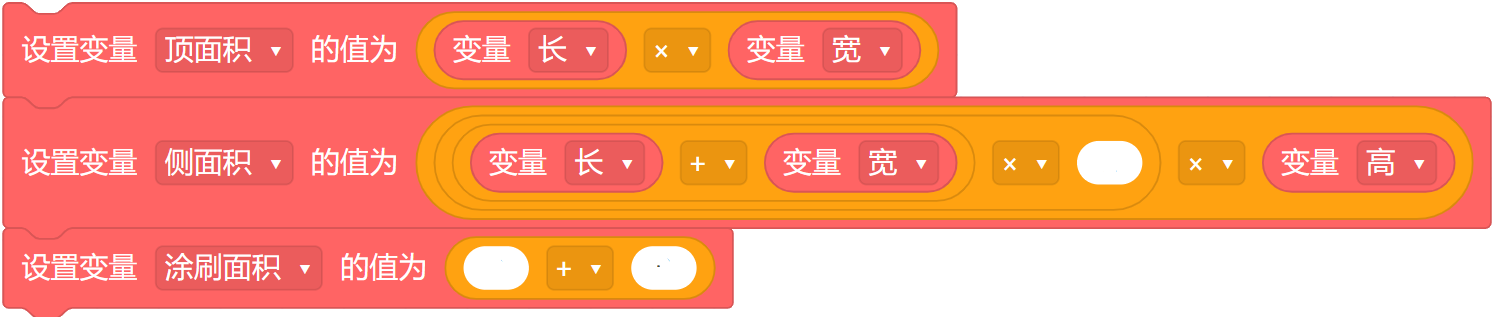 设置变量 顶面积 的值为 变量 长 × 变量 宽
设置变量 侧面积 的值为 变量 长 + 变量 宽 × × 变量 高
设置变量 涂刷面积 的值为 +